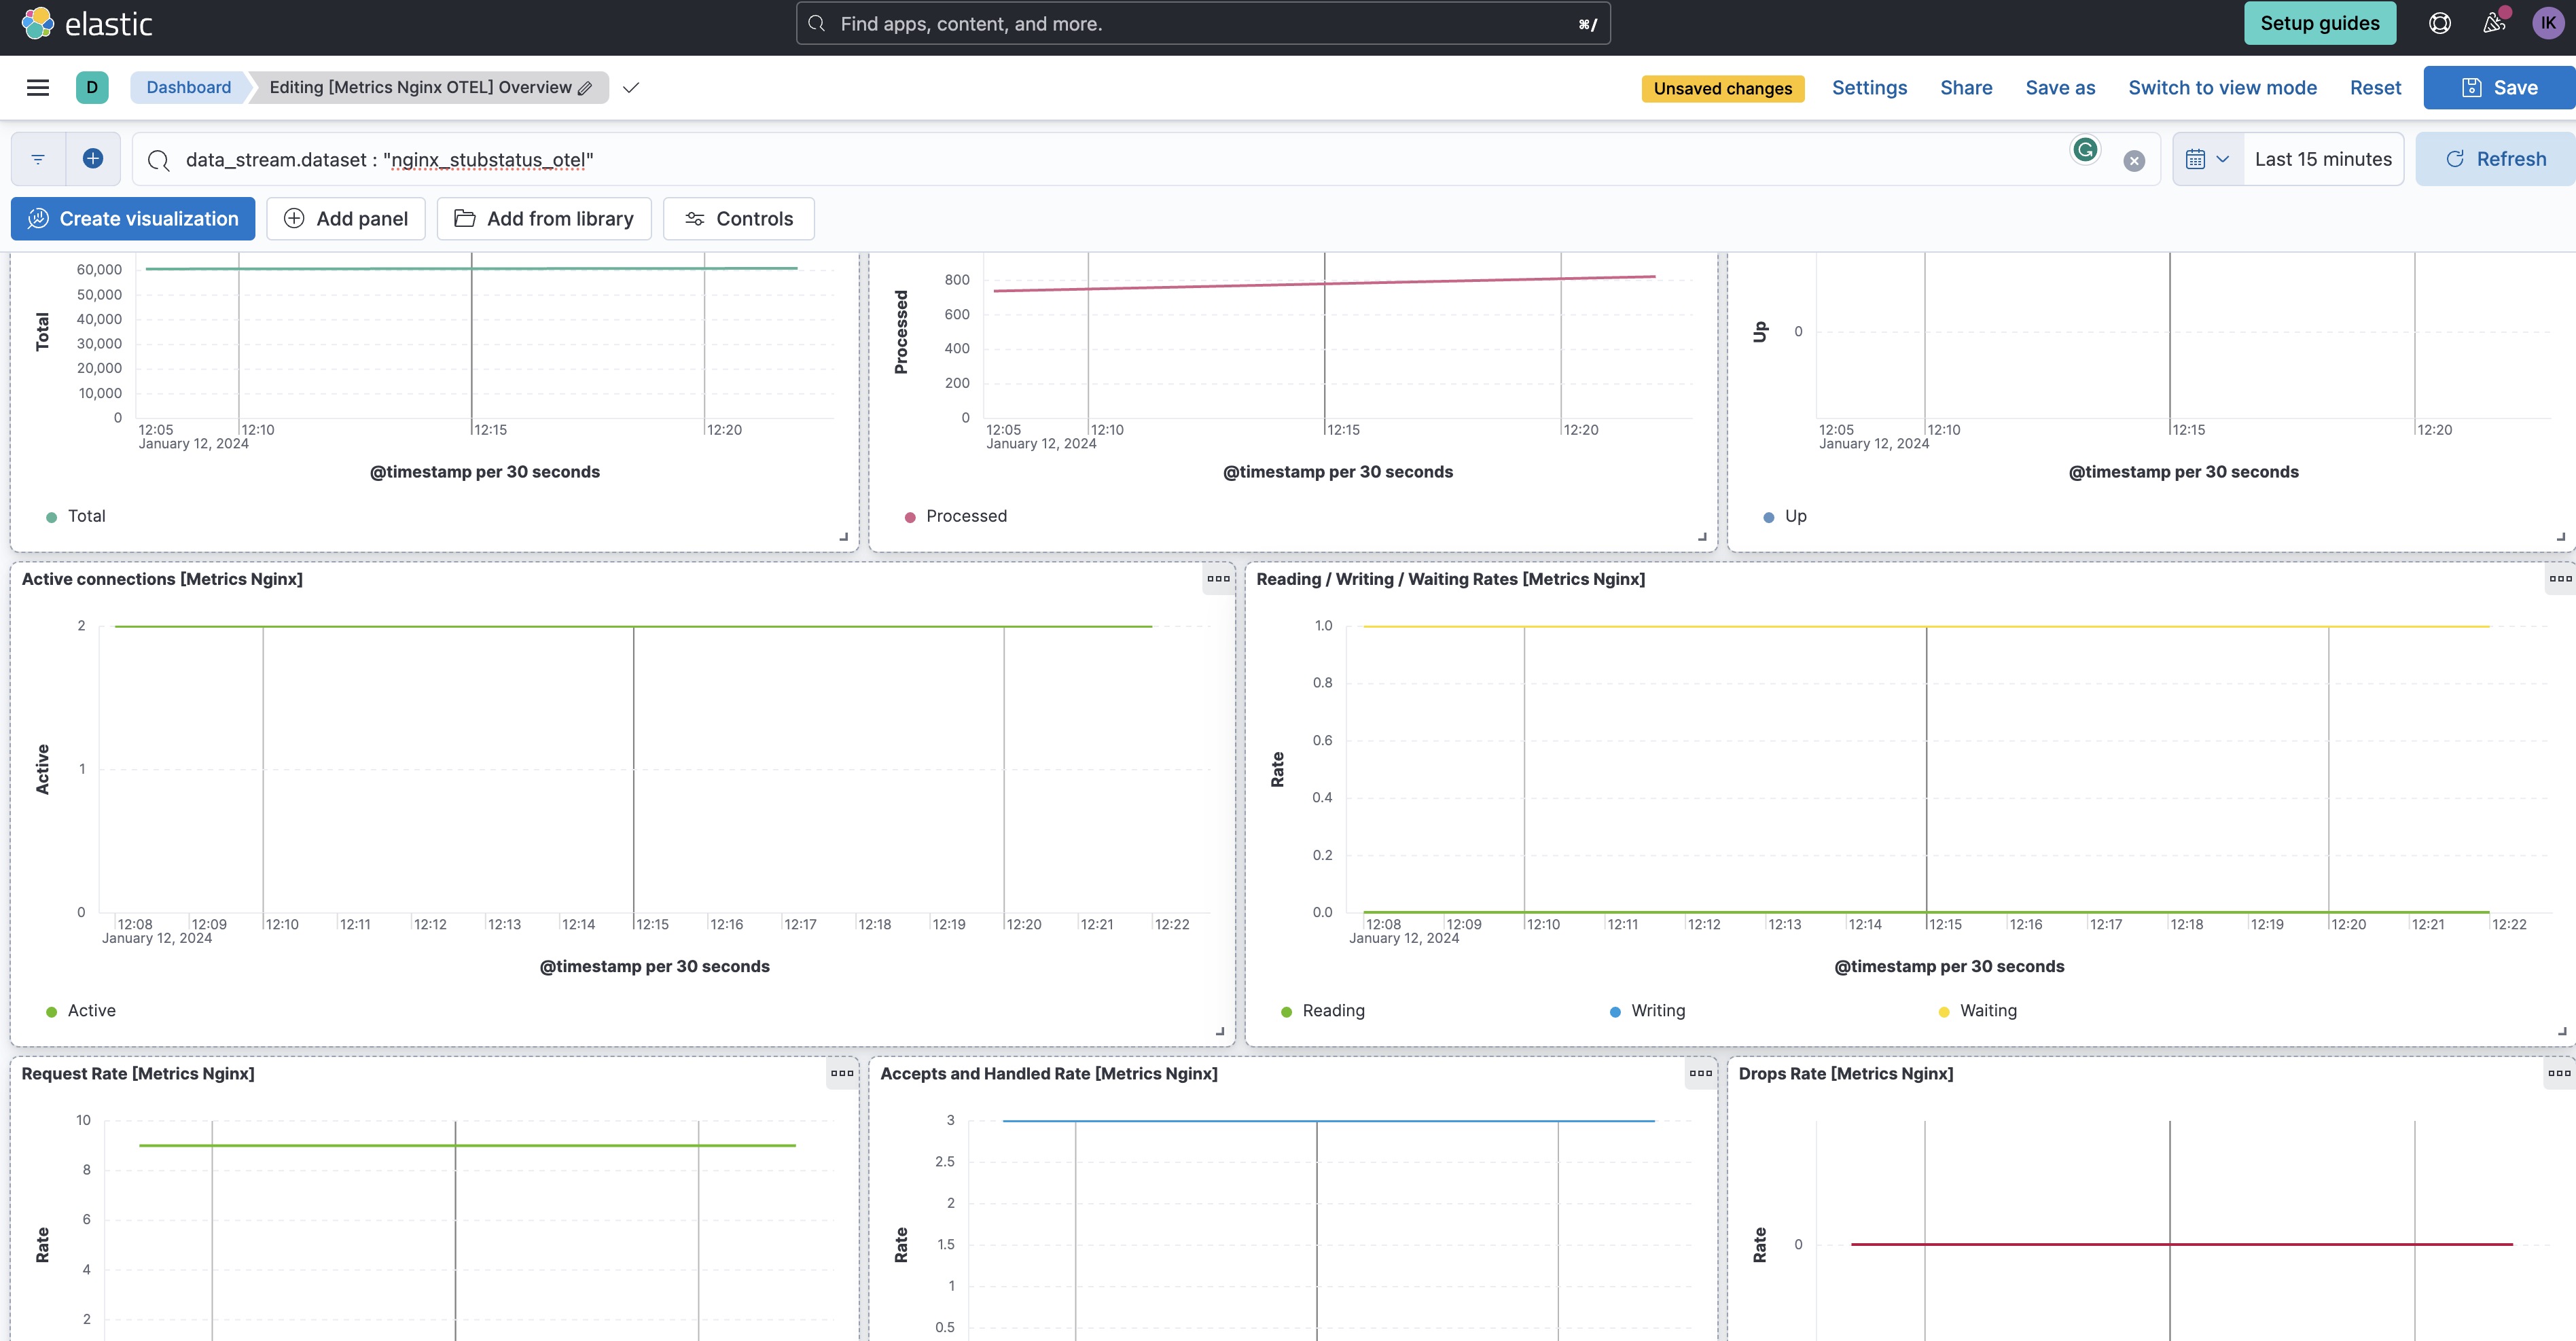 elastic
Find apps, content, and more.
⌘/
Setup guides
IK
D
Dashboard
Editing [Metrics Nginx OTEL] Overview
Unsaved changes
Settings
Share
Save as
Switch to view mode
Reset
Save
data_stream.dataset : "nginx_stubstatus_otel"
Last 15 minutes
Refresh
Create visualization
Add panel
Add from library
Controls
Total
60,000
50,000
40,000
30,000
20,000
10,000
0
12:05 12:10 12:15 12:20
January 12, 2024
@timestamp per 30 seconds
Total
Processed
800
600
400
200
0
12:05 12:10 12:15 12:20
January 12, 2024
@timestamp per 30 seconds
Processed
Up
0
12:05 12:10 12:15 12:20
January 12, 2024
@timestamp per 30 seconds
Up
Active connections [Metrics Nginx]
Active
2
1
0
12:08 12:09 12:10 12:11 12:12 12:13 12:14 12:15 12:16 12:17 12:18 12:19 12:20 12:21 12:22
January 12, 2024
@timestamp per 30 seconds
Active
Reading / Writing / Waiting Rates [Metrics Nginx]
Rate
1.0
0.8
0.6
0.4
0.2
0.0
12:08 12:09 12:10 12:11 12:12 12:13 12:14 12:15 12:16 12:17 12:18 12:19 12:20 12:21 12:22
January 12, 2024
@timestamp per 30 seconds
Reading Writing Waiting
Request Rate [Metrics Nginx]
Rate
10
8
6
4
2
Accepts and Handled Rate [Metrics Nginx]
Rate
3
2.5
2
1.5
1
0.5
Drops Rate [Metrics Nginx]
Rate
0